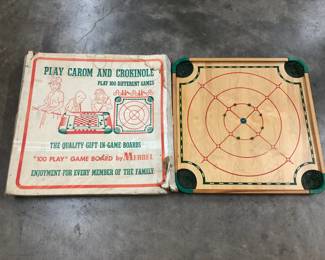 PLAY CAROM AND CROKINOLE
PLAY 100 DIFFERENT GAMES
THE QUALITY GIFT IN-GAME BOARDS
"100 PLAY" GAME BOARD by MERDEL
ENJOYMENT FOR EVERY MEMBER OF THE FAMILY